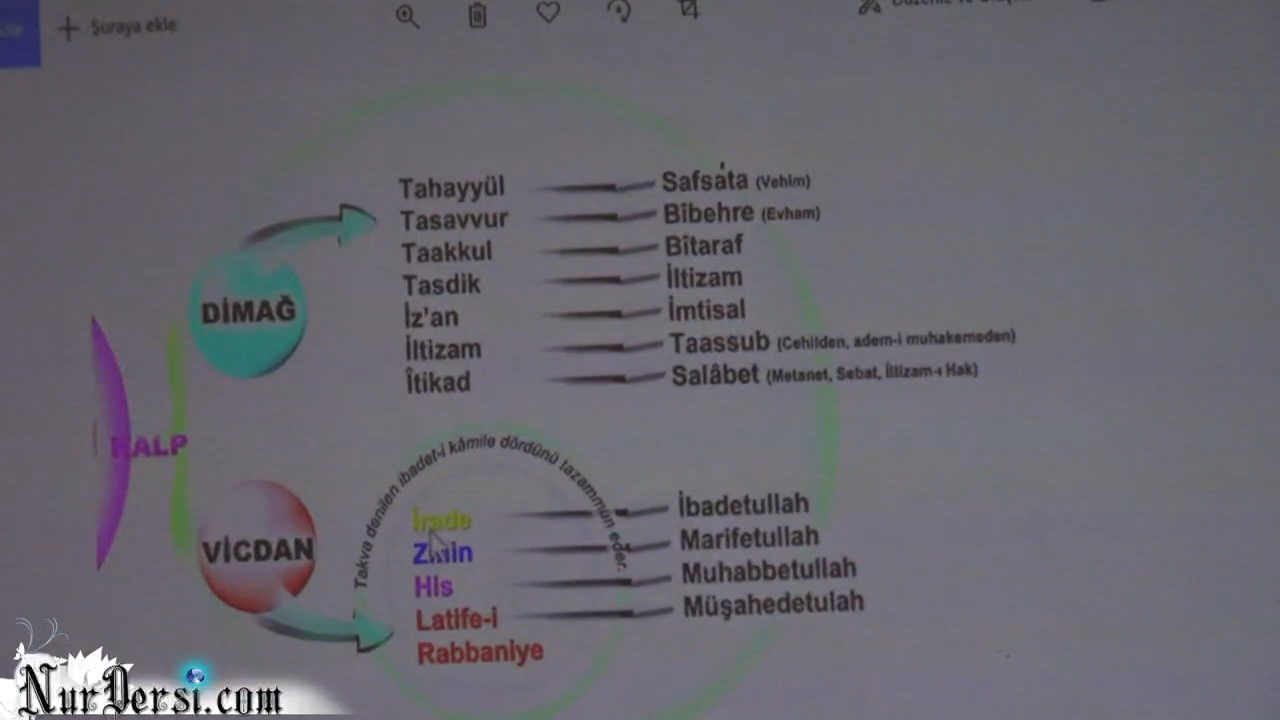 Şuraya ekle
Tahayyül Safsata (Vehim)
Tasavvur Bîbehre (Evham)
Taakkul Bîtaraf
Tasdik İltizam
İz'an İmtisal
İltizam Taassub (Cehilden, adem-i muhakemeden)
Îtikad Salâbet (Metanet, Sebat, İltizam-ı Hak)
DİMAĞ
KALP
VİCDAN
Takva denilen ibadet-i kâmile dördünü tazammun eder.
İrade İbadetullah
Zihin Marifetullah
His Muhabbetullah
Latife-i Müşahedetulah
Rabbaniye
NurDersi.com